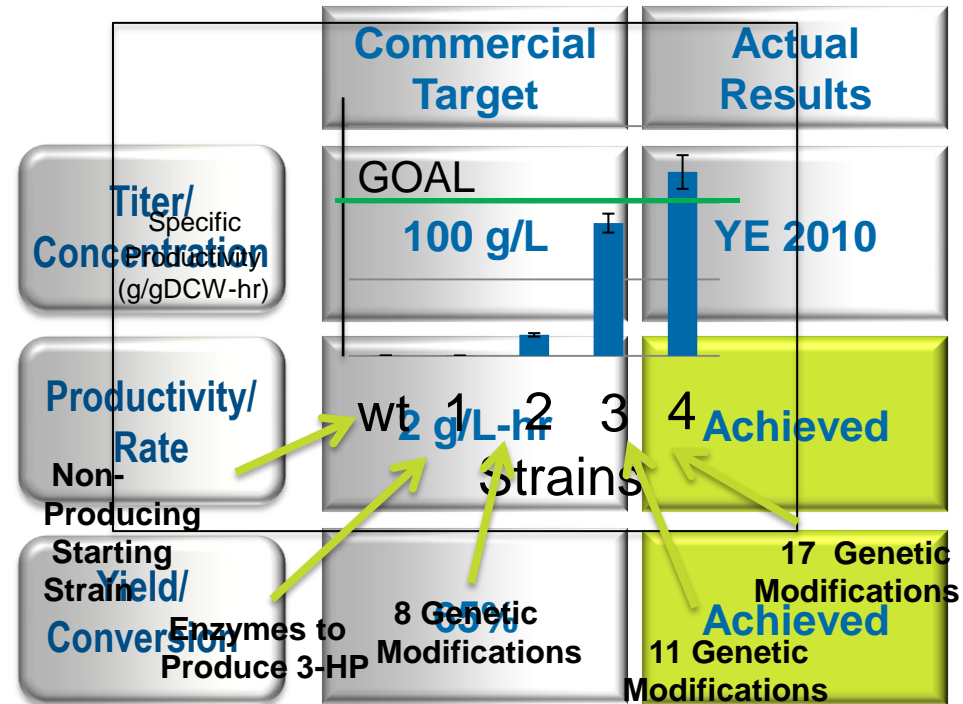 Commercial
Target
Actual
Results
Titer/
Concentration
100 g/L
YE 2010
Productivity/
Rate
2 g/L-hr
Achieved
Yield/
Conversion
65%
Achieved
GOAL
Specific
Productivity
(g/gDCW-hr)
wt 1 2 3 4
Strains
Non-
Producing
Starting
Strain
Enzymes to
Produce 3-HP
8 Genetic
Modifications
11 Genetic
Modifications
17 Genetic
Modifications